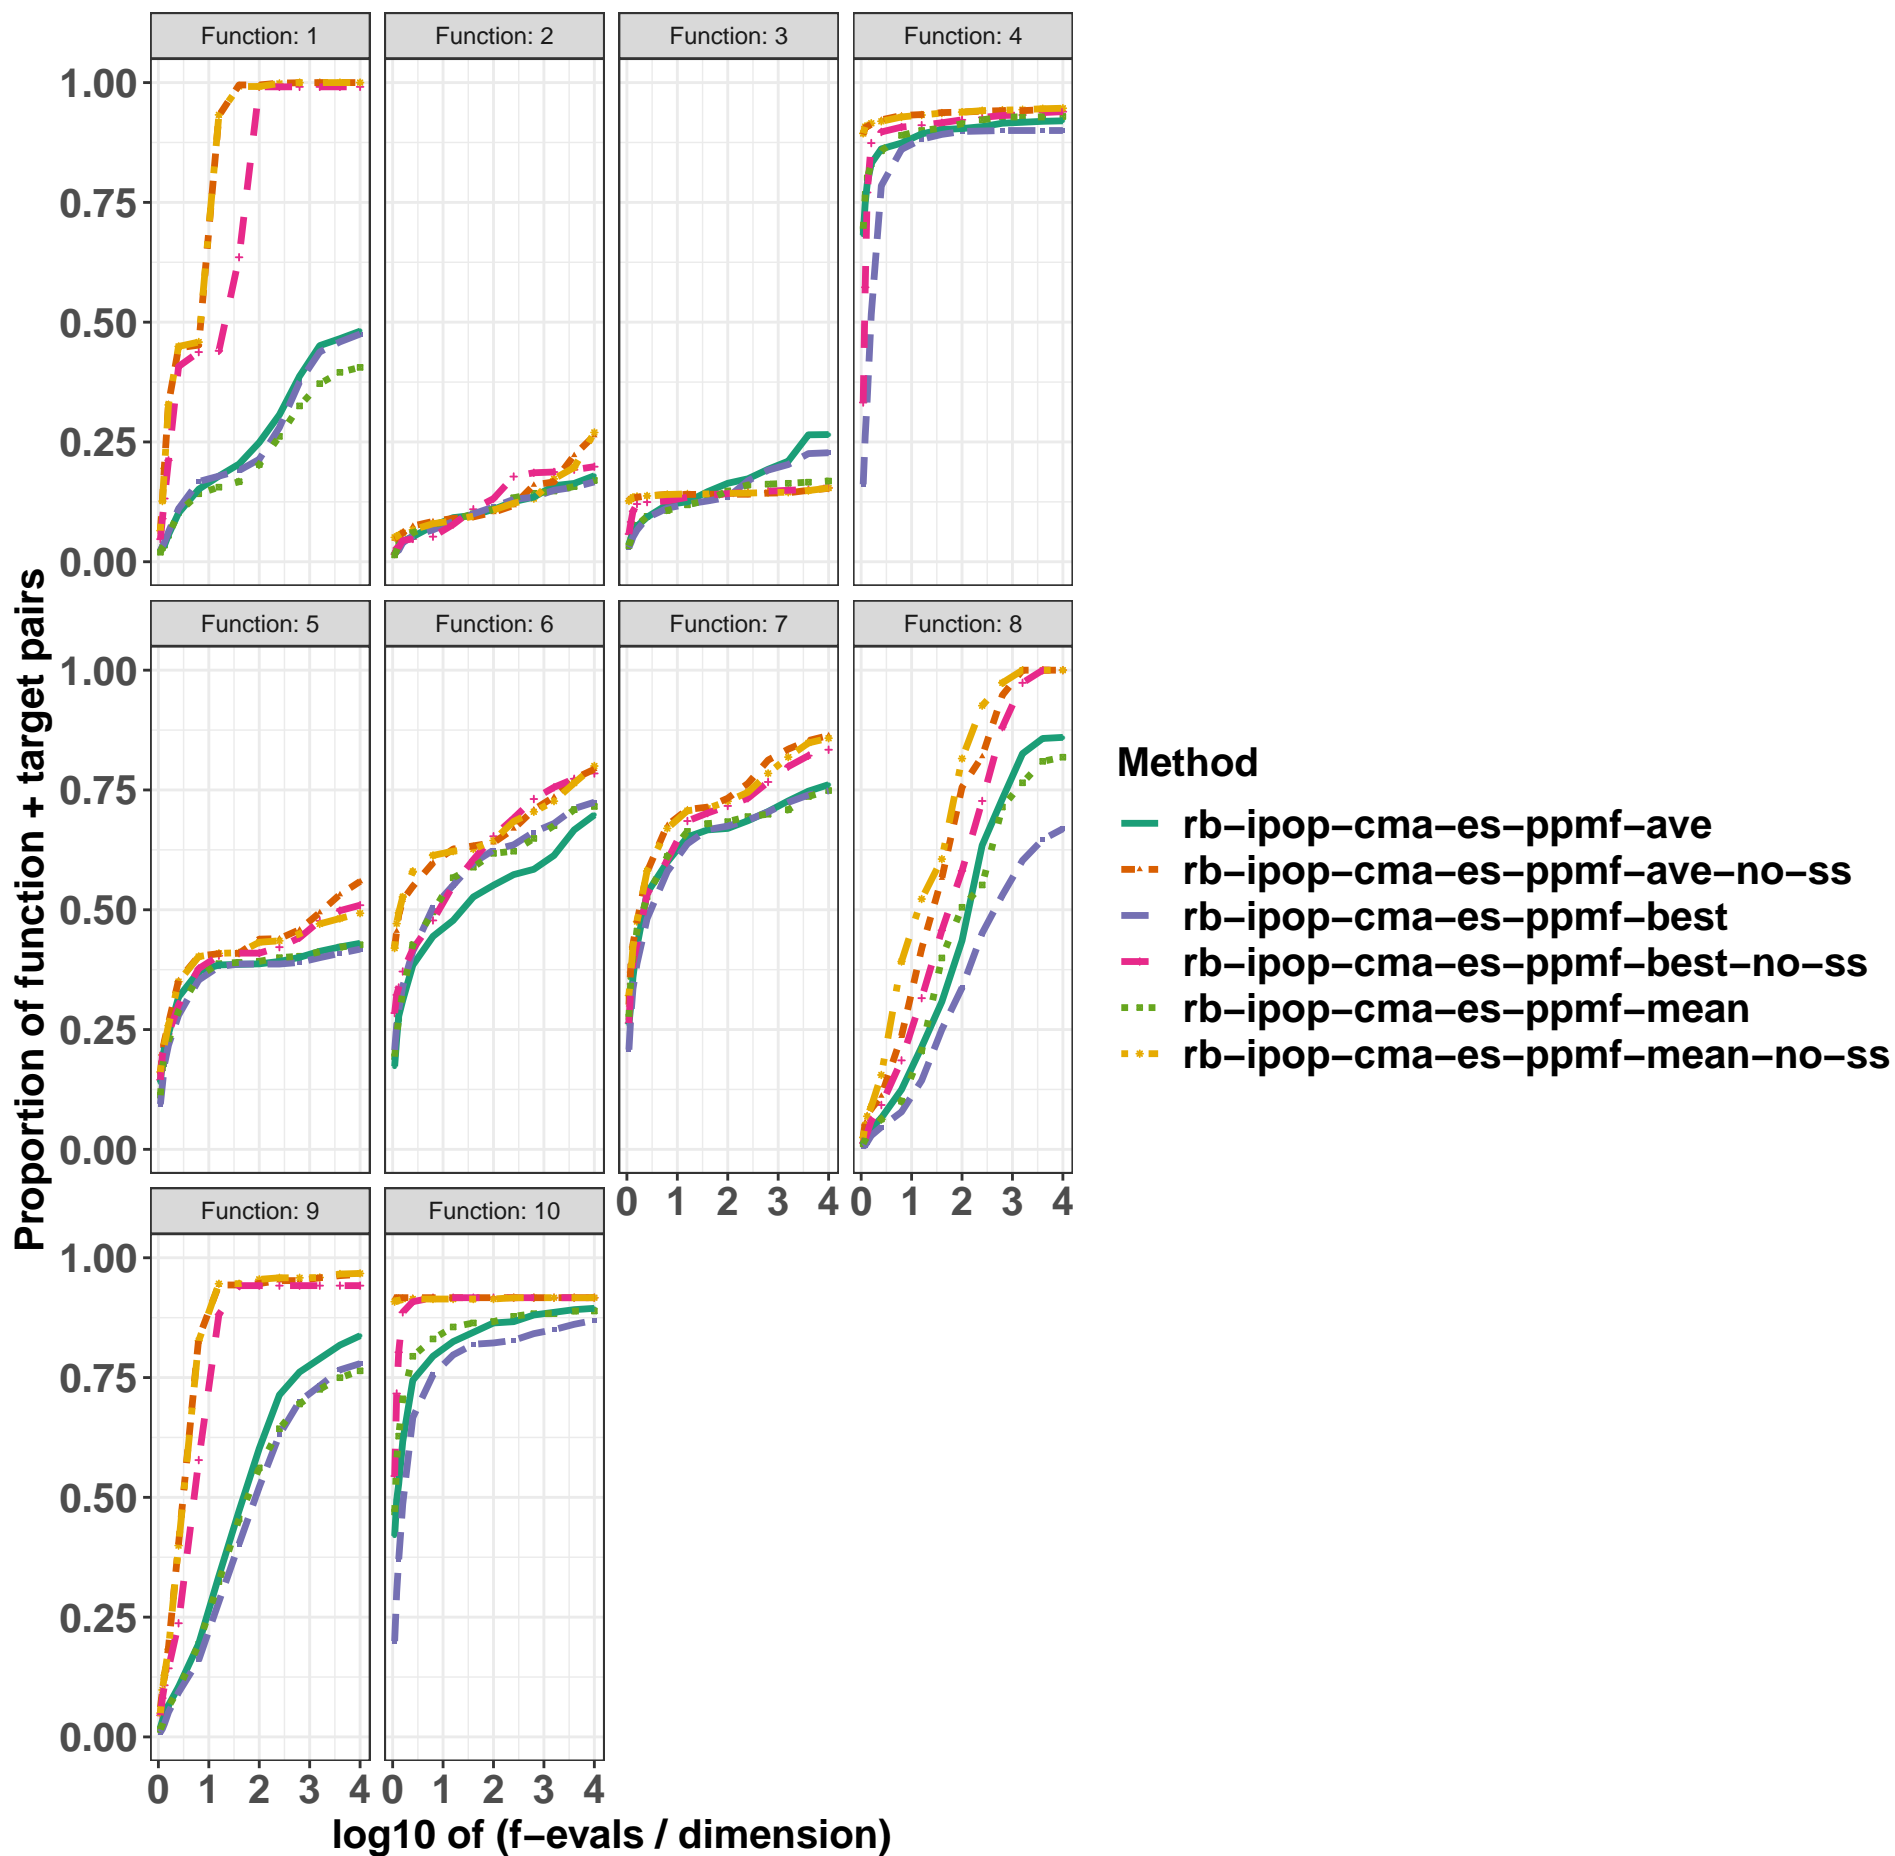 Function: 1
Function: 2
Function: 3
Function: 4
1.00
0.75
0.50
0.25
0.00
Function: 5
Function: 6
Function: 7
Function: 8
1.00
0.75
0.50
0.25
0.00
0 1 2 3 4
0 1 2 3 4
Function: 9
Function: 10
1.00
0.75
0.50
0.25
0.00
0 1 2 3 4
0 1 2 3 4
log10 of (f−evals / dimension)
Proportion of function + target pairs
Method
rb−ipop−cma−es−ppmf−ave
rb−ipop−cma−es−ppmf−ave−no−ss
rb−ipop−cma−es−ppmf−best
rb−ipop−cma−es−ppmf−best−no−ss
rb−ipop−cma−es−ppmf−mean
rb−ipop−cma−es−ppmf−mean−no−ss